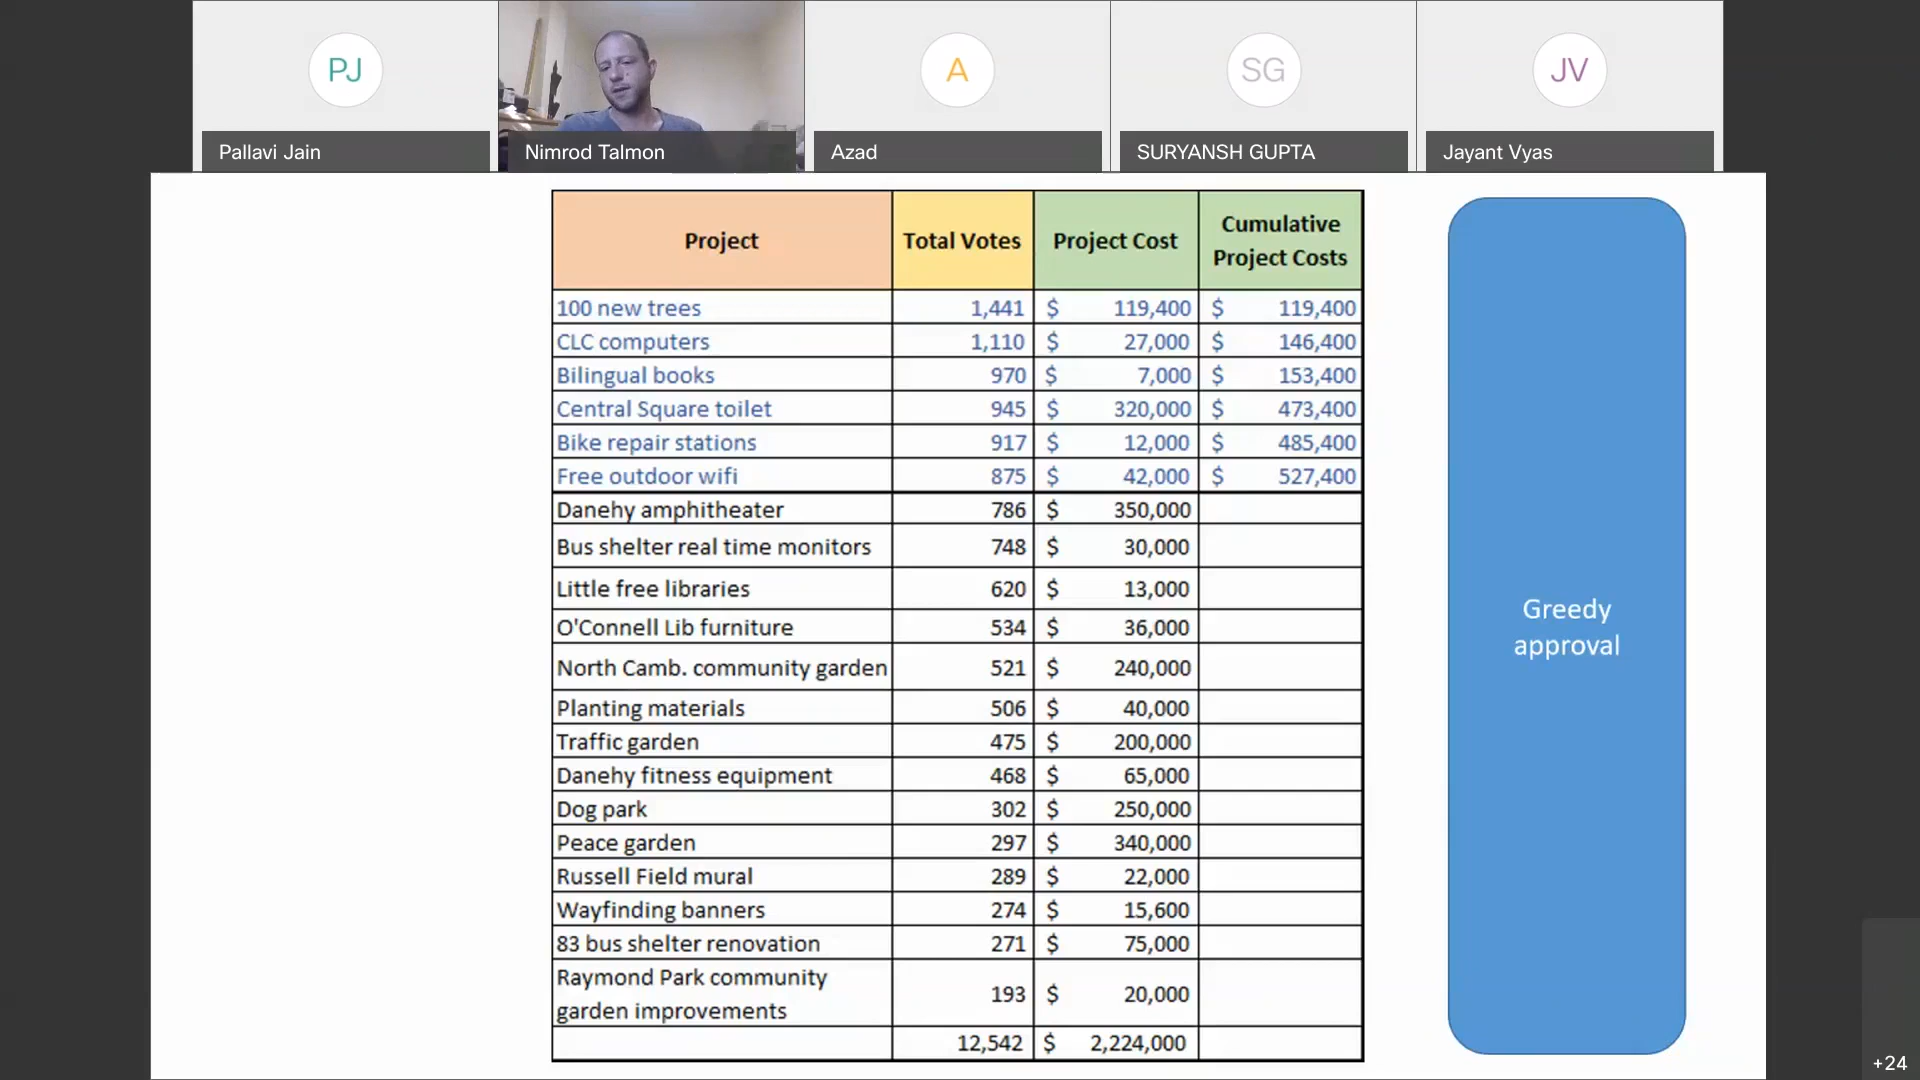 PJ
A
SG
JV
Pallavi Jain
Nimrod Talmon
Azad
SURYANSH GUPTA
Jayant Vyas
Project Total Votes Project Cost Cumulative Project Costs
100 new trees 1,441 $ 119,400 $ 119,400
CLC computers 1,110 $ 27,000 $ 146,400
Bilingual books 970 $ 7,000 $ 153,400
Central Square toilet 945 $ 320,000 $ 473,400
Bike repair stations 917 $ 12,000 $ 485,400
Free outdoor wifi 875 $ 42,000 $ 527,400
Danehy amphitheater 786 $ 350,000
Bus shelter real time monitors 748 $ 30,000
Little free libraries 620 $ 13,000
O'Connell Lib furniture 534 $ 36,000
North Camb. community garden 521 $ 240,000
Planting materials 506 $ 40,000
Traffic garden 475 $ 200,000
Danehy fitness equipment 468 $ 65,000
Dog park 302 $ 250,000
Peace garden 297 $ 340,000
Russell Field mural 289 $ 22,000
Wayfinding banners 274 $ 15,600
83 bus shelter renovation 271 $ 75,000
Raymond Park community
garden improvements 193 $ 20,000
12,542 $ 2,224,000
Greedy
approval
+24